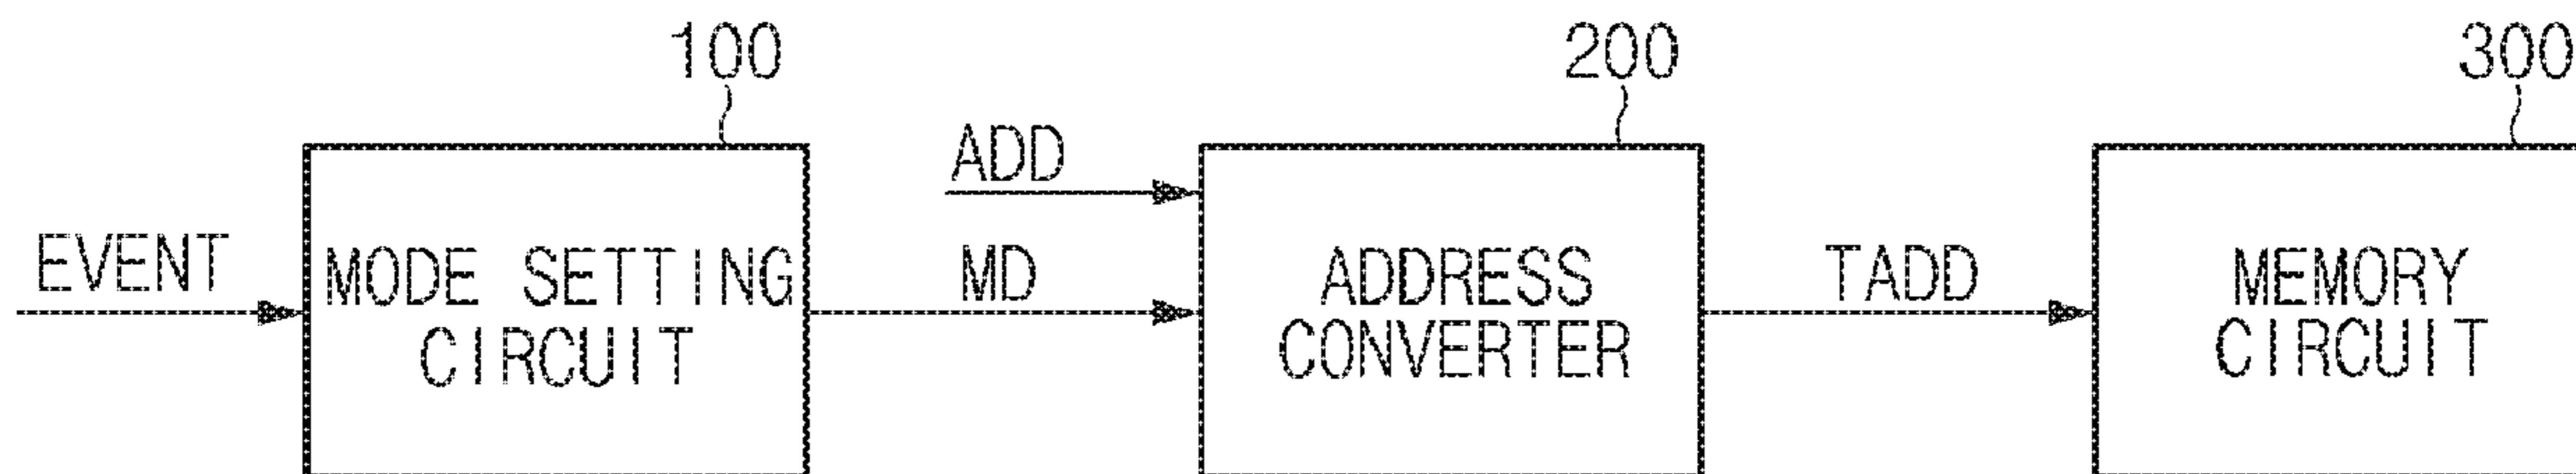 100
200
300
ADD
EVENT
MODE SETTING
CIRCUIT
MD
ADDRESS
CONVERTER
TADD
MEMORY
CIRCUIT